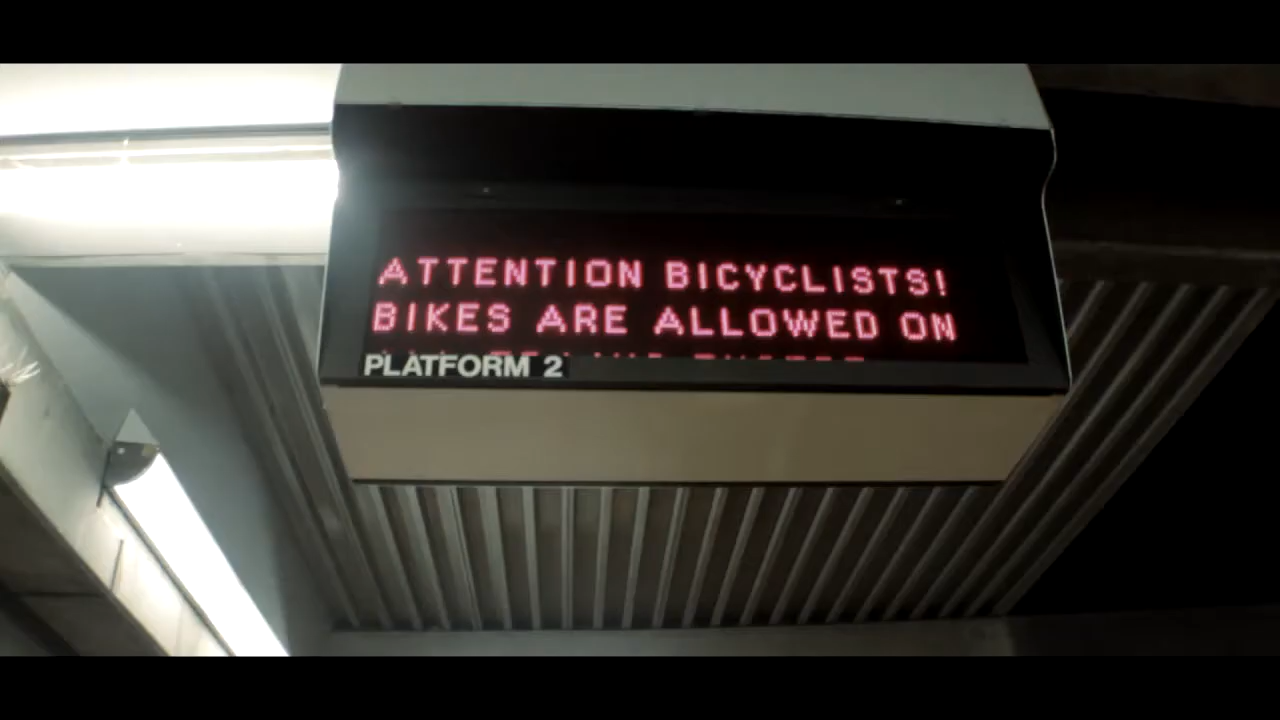 ATTENTION BICYCLISTS!
BIKES ARE ALLOWED ON
PLATFORM 2